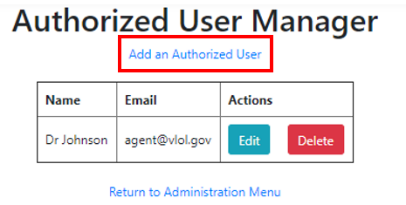 Authorized User Manager
Add an Authorized User
Name Email Actions
Dr Johnson agent@vlol.gov Edit Delete
Return to Administration Menu